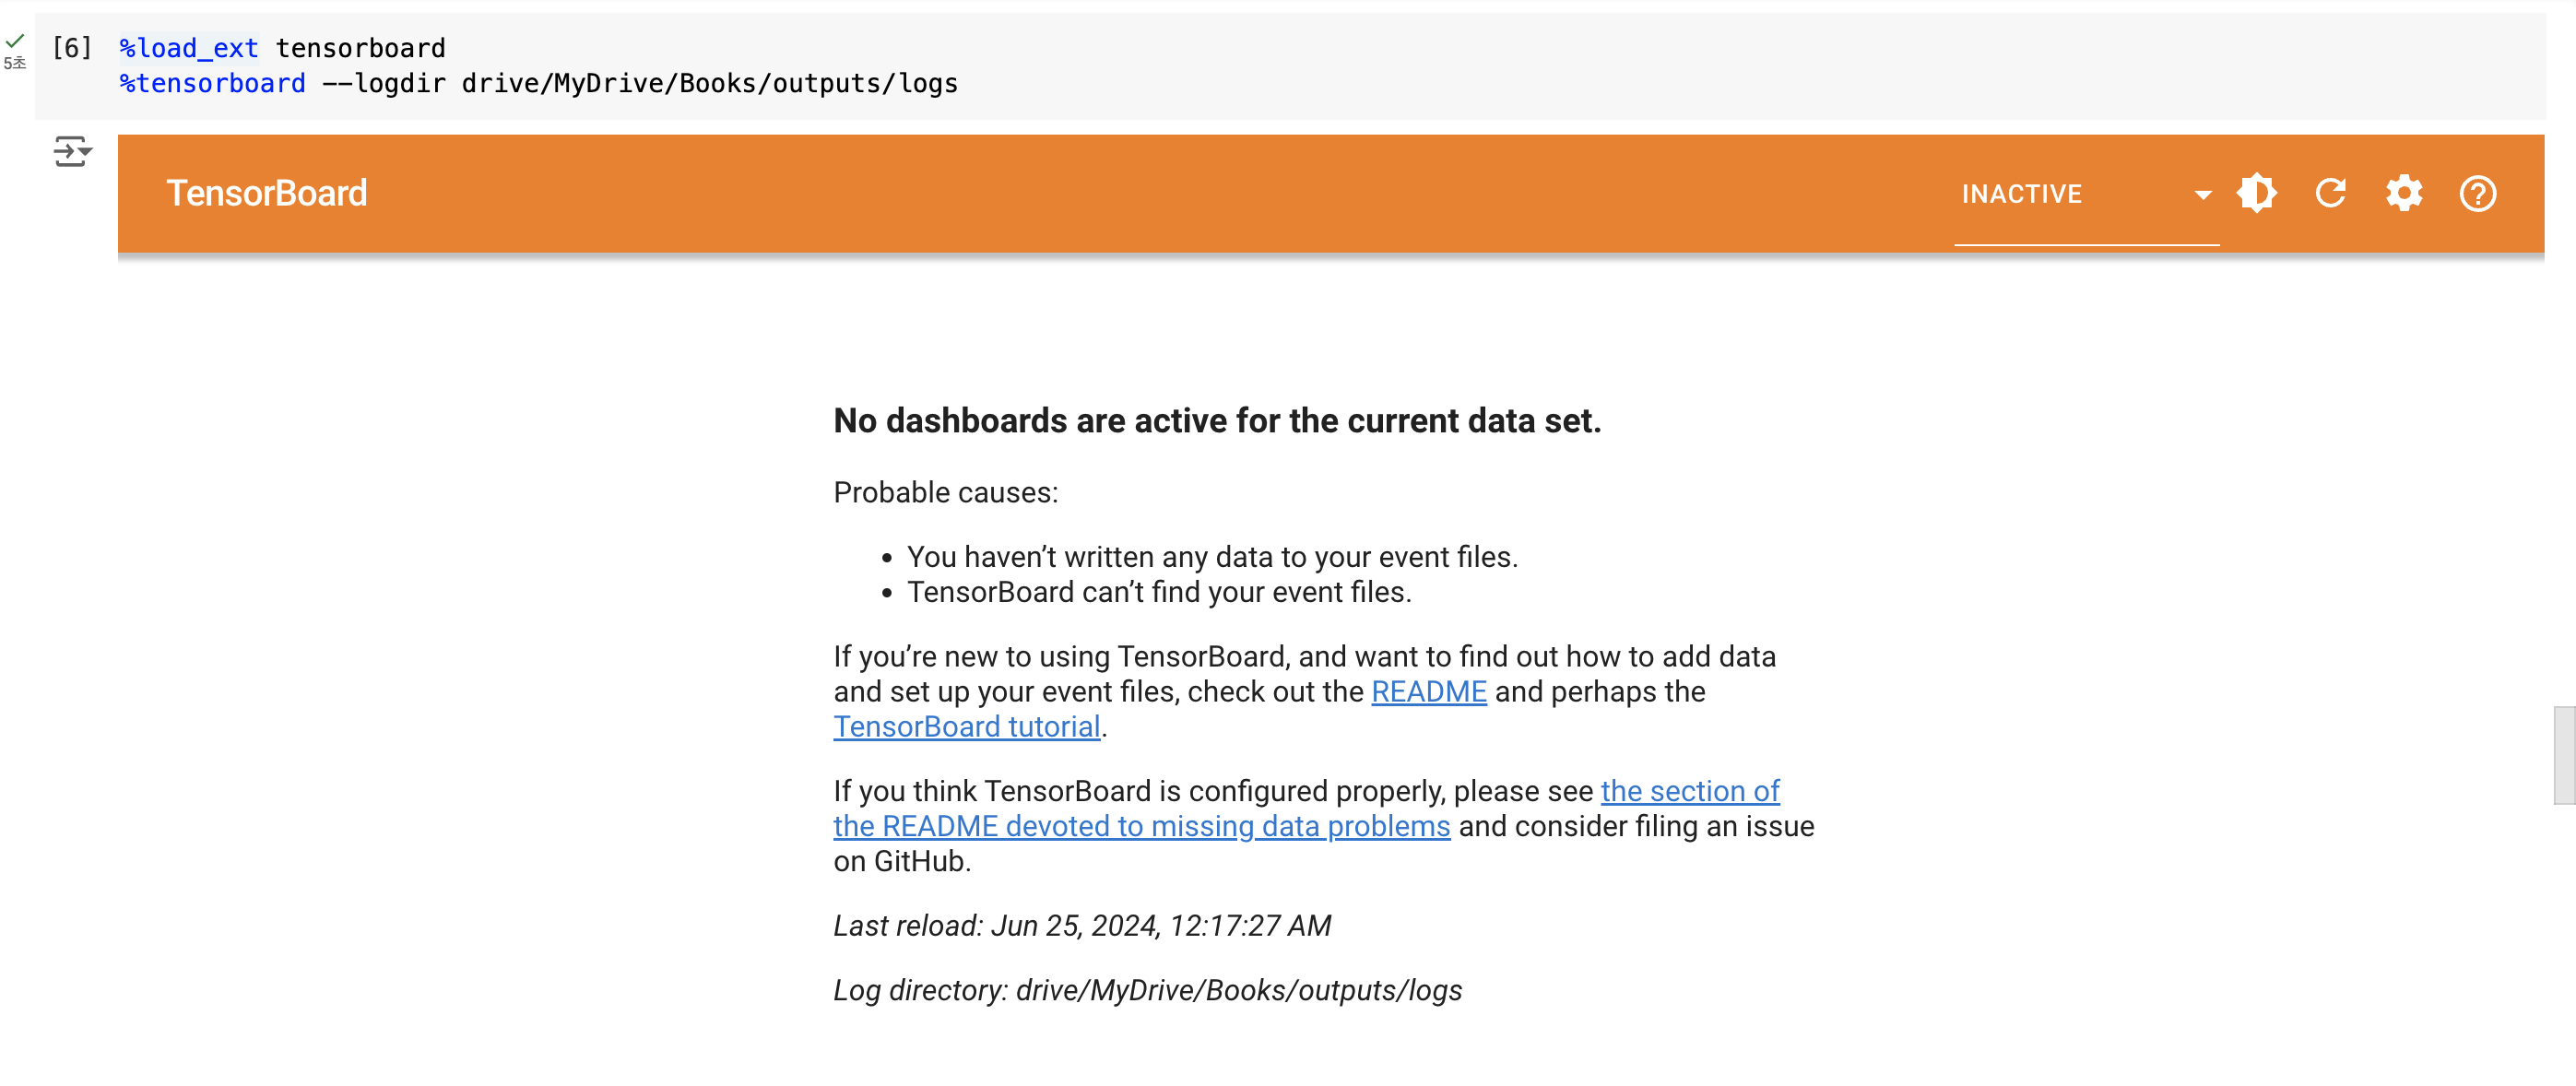 [6] %load_ext tensorboard
5초
%tensorboard --logdir drive/MyDrive/Books/outputs/logs
TensorBoard
INACTIVE
No dashboards are active for the current data set.
Probable causes:
• You haven’t written any data to your event files.
• TensorBoard can’t find your event files.
If you’re new to using TensorBoard, and want to find out how to add data
and set up your event files, check out the README and perhaps the
TensorBoard tutorial.
If you think TensorBoard is configured properly, please see the section of
the README devoted to missing data problems and consider filing an issue
on GitHub.
Last reload: Jun 25, 2024, 12:17:27 AM
Log directory: drive/MyDrive/Books/outputs/logs